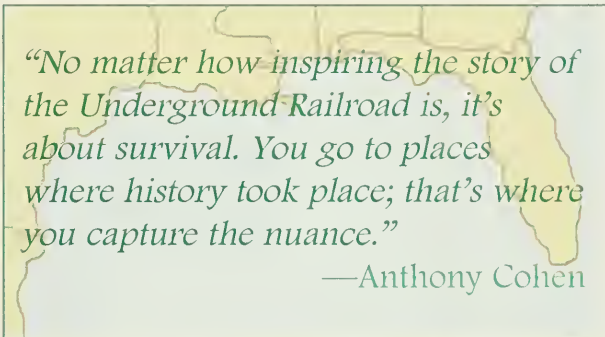 “No matter how inspiring the story of
the Underground Railroad is, it’s
about survival. You go to places
where history took place; that’s where
you capture the nuance.”
—Anthony Cohen